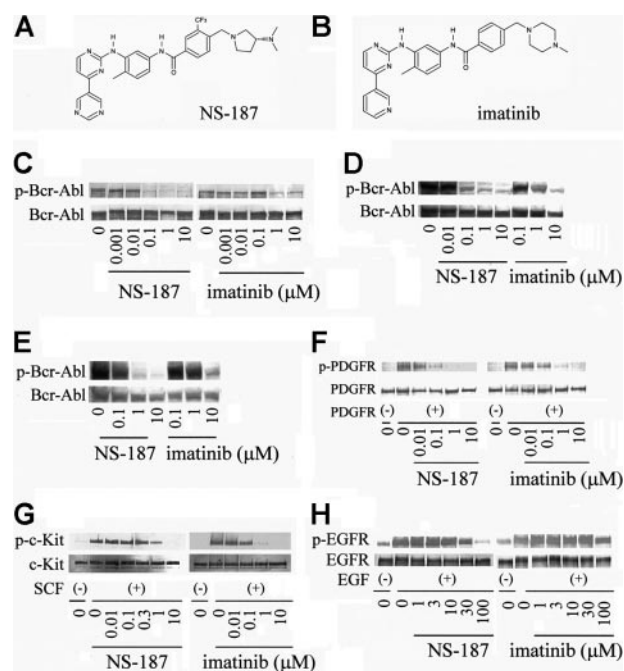 A
B
CF₃
N
N
H
N
H
N
O
N
N
N
N
N
NS-187
N
N
H
N
H
N
O
N
N
N
imatinib
C
p-Bcr-Abl
Bcr-Abl
0 0.001 0.01 0.1 1 10 0 0.001 0.01 0.1 1 10
NS-187 imatinib (μM)
D
p-Bcr-Abl
Bcr-Abl
0 0.01 0.1 1 10 0.1 1 10
NS-187 imatinib (μM)
E
p-Bcr-Abl
Bcr-Abl
0 0.1 1 10 0.1 1 10
NS-187 imatinib (μM)
F
p-PDGFR
PDGFR
PDGFR (-) (+) (-) (+)
0 0 0.01 0.1 1 10 0 0 0.01 0.1 1 10
NS-187 imatinib (μM)
G
p-c-Kit
c-Kit
SCF (-) (+) (-) (+)
0 0 0.01 0.1 0.3 1 10 0 0 0.01 0.1 1 10
NS-187 imatinib (μM)
H
p-EGFR
EGFR
EGF (-) (+) (-) (+)
0 0 1 3 10 30 100 0 0 1 3 10 30 100
NS-187 imatinib (μM)